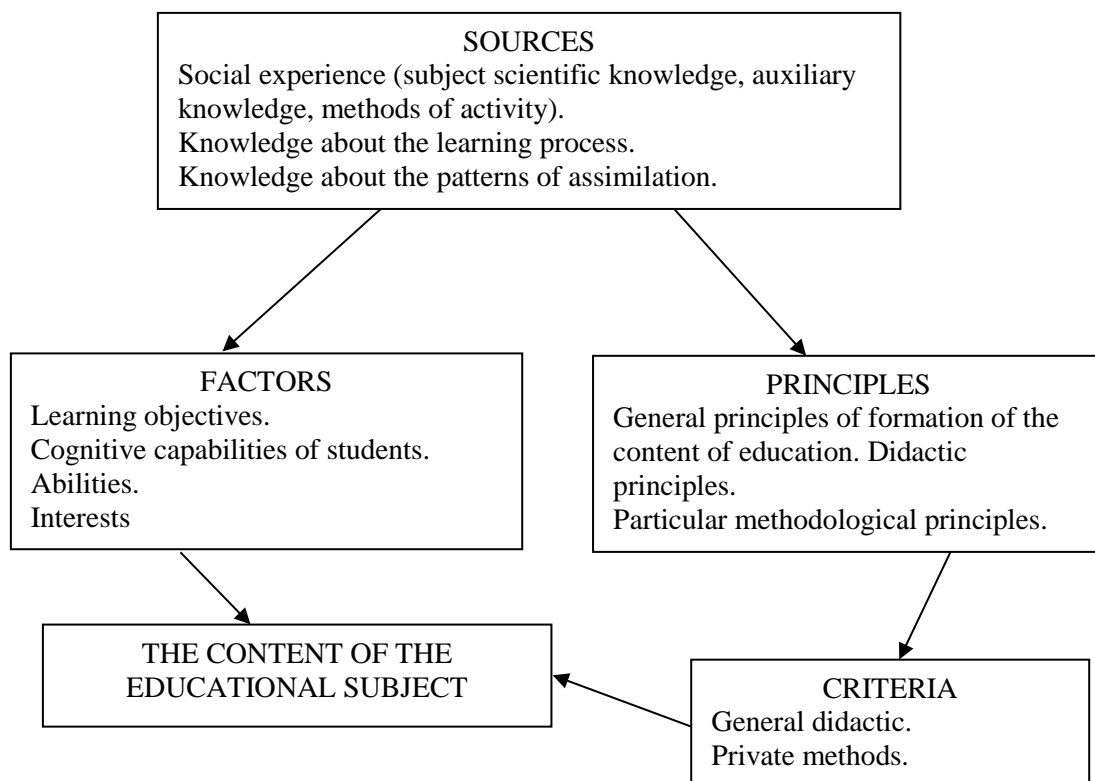 SOURCES
Social experience (subject scientific knowledge, auxiliary
knowledge, methods of activity).
Knowledge about the learning process.
Knowledge about the patterns of assimilation.
FACTORS
Learning objectives.
Cognitive capabilities of students.
Abilities.
Interests
PRINCIPLES
General principles of formation of the
content of education. Didactic
principles.
Particular methodological principles.
THE CONTENT OF THE
EDUCATIONAL SUBJECT
CRITERIA
General didactic.
Private methods.